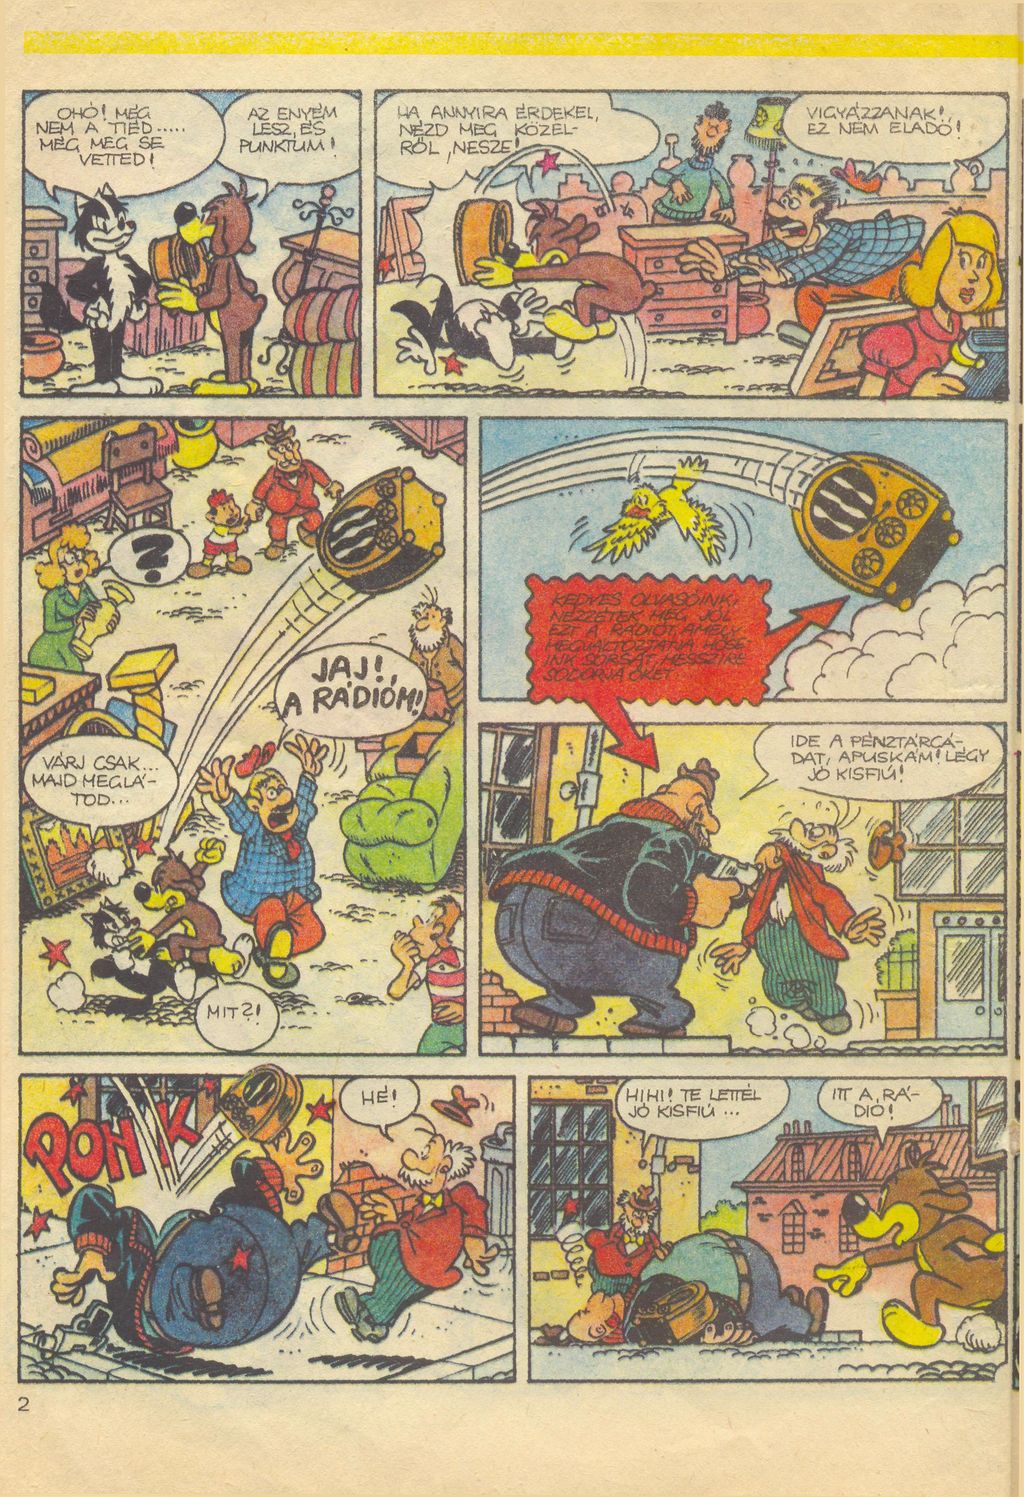 OHÓ! MÉG
NEM A TIÉD.....
MÉG, MEG SE
VETTED!
AZ ENYÉM
LESZ, ÉS
PUNKTUM!
HA ANNYIRA ÉRDEKEL,
NÉZD MEG KÖZEL-
RŐL, NESZE!
VIGYÁZZANAK!
EZ NEM ELADÓ!
?
JAJ!
A RÁDIÓM!
VÁRJ CSAK...
MAJD MEGLÁ-
TOD...
MIT?!
KEDVES OLVASÓINK,
NÉZZÉTEK MEG JÓL
EZT A RÁDIÓT, AMELY
MEGVÁLTOZTATJA HŐSE-
INK SORSÁT, MESSZIRE
SODORJA ŐKET...
IDE A PÉNZTÁRCÁ-
DAT, APUSKÁM! LÉGY
JÓ KISFIÚ!
PONK
HÉ!
HIHI! TE LETTÉL
JÓ KISFIÚ ...
ITT A RÁ-
DIÓ!
2